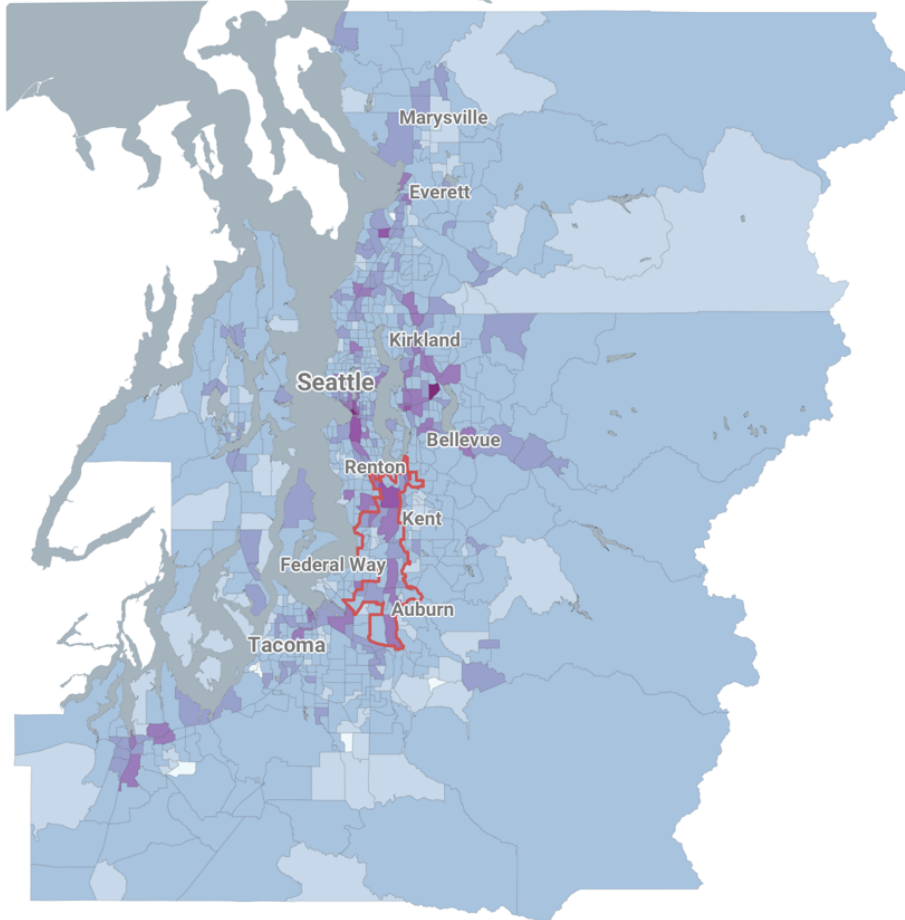 Marysville
Everett
Kirkland
Seattle
Bellevue
Renton
Kent
Federal Way
Auburn
Tacoma